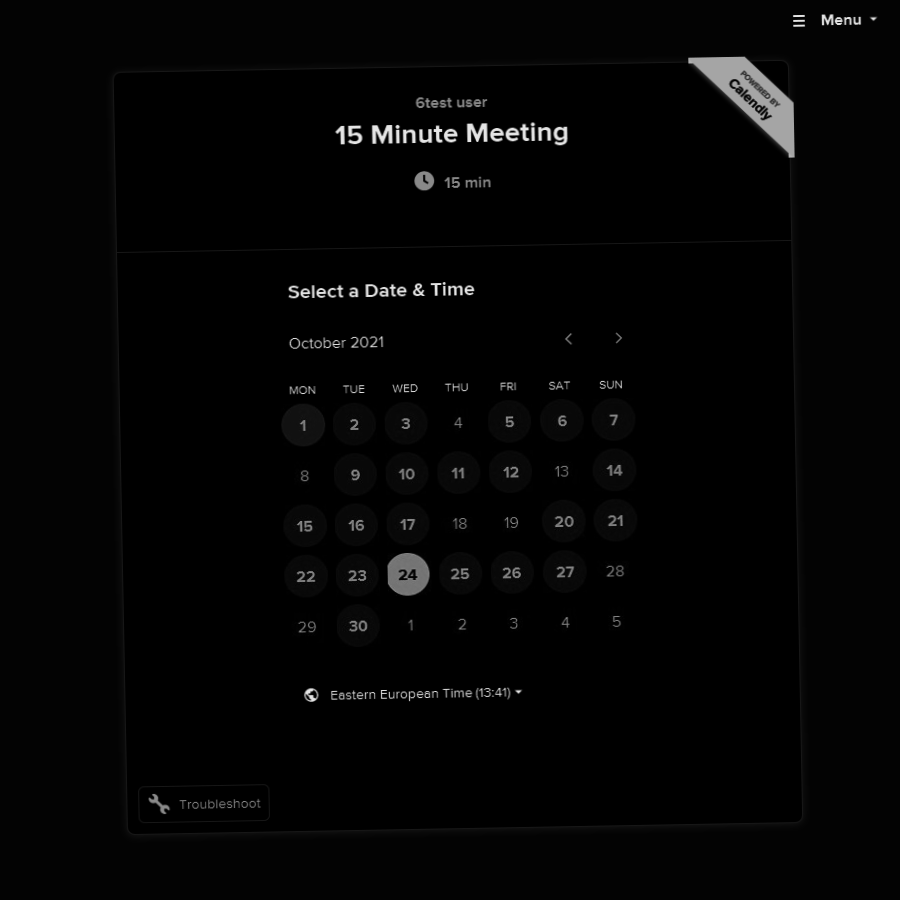 ☰ Menu
POWERED BY
Calendly
6test user
15 Minute Meeting
15 min
Select a Date & Time
October 2021
MON TUE WED THU FRI SAT SUN
1 2 3 4 5 6 7
8 9 10 11 12 13 14
15 16 17 18 19 20 21
22 23 24 25 26 27 28
29 30 1 2 3 4 5
Eastern European Time (13:41)
Troubleshoot